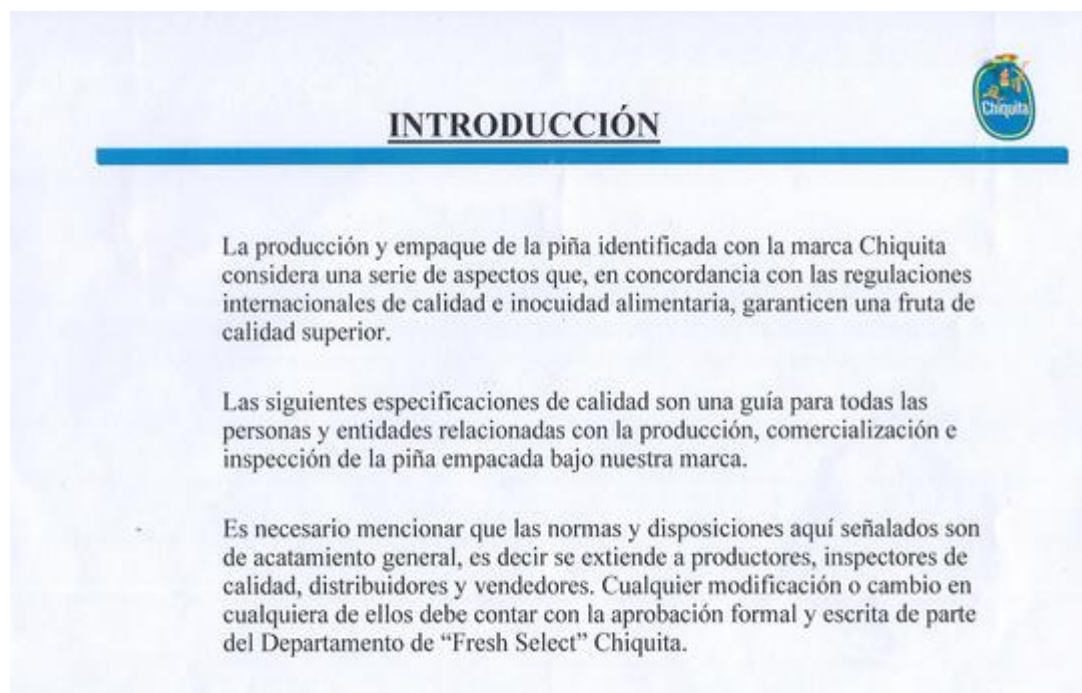 Chiquita
INTRODUCCIÓN
La producción y empaque de la piña identificada con la marca Chiquita
considera una serie de aspectos que, en concordancia con las regulaciones
internacionales de calidad e inocuidad alimentaria, garanticen una fruta de
calidad superior.
Las siguientes especificaciones de calidad son una guía para todas las
personas y entidades relacionadas con la producción, comercialización e
inspección de la piña empacada bajo nuestra marca.
Es necesario mencionar que las normas y disposiciones aquí señalados son
de acatamiento general, es decir se extiende a productores, inspectores de
calidad, distribuidores y vendedores. Cualquier modificación o cambio en
cualquiera de ellos debe contar con la aprobación formal y escrita de parte
del Departamento de “Fresh Select” Chiquita.